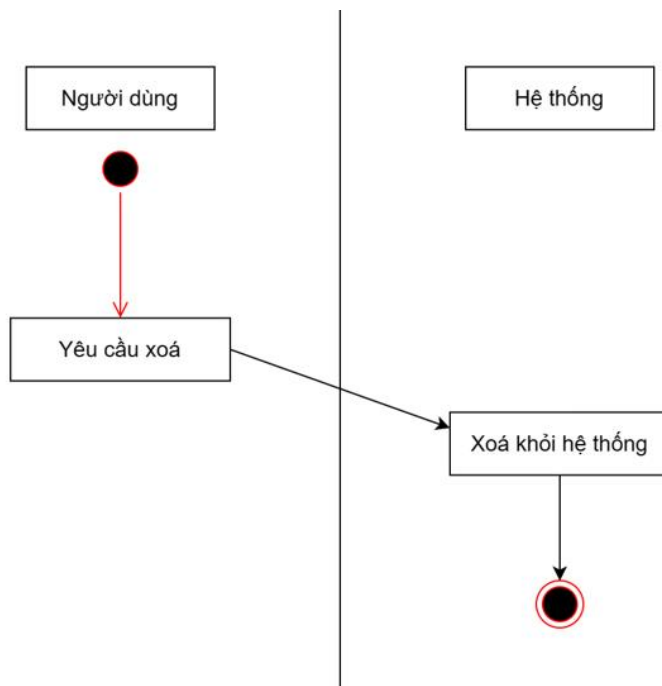 Người dùng
Hệ thống
Yêu cầu xoá
Xoá khỏi hệ thống